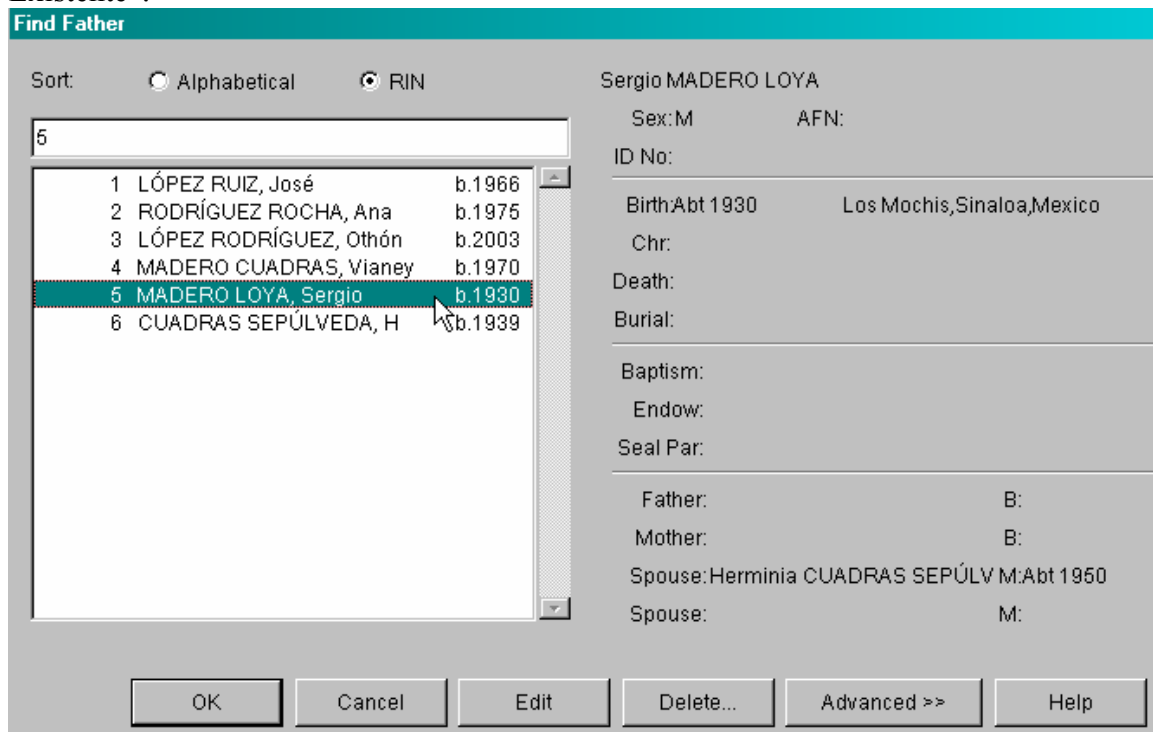 Find Father
Sort: Alphabetical RIN
5
1 LÓPEZ RUIZ, José b.1966
2 RODRÍGUEZ ROCHA, Ana b.1975
3 LÓPEZ RODRÍGUEZ, Othón b.2003
4 MADERO CUADRAS, Vianey b.1970
5 MADERO LOYA, Sergio b.1930
6 CUADRAS SEPÚLVEDA, H b.1939
Sergio MADERO LOYA
Sex: M AFN:
ID No:
Birth: Abt 1930 Los Mochis,Sinaloa,Mexico
Chr:
Death:
Burial:
Baptism:
Endow:
Seal Par:
Father: B:
Mother: B:
Spouse: Herminia CUADRAS SEPÚLV M: Abt 1950
Spouse: M:
OK Cancel Edit Delete... Advanced >> Help